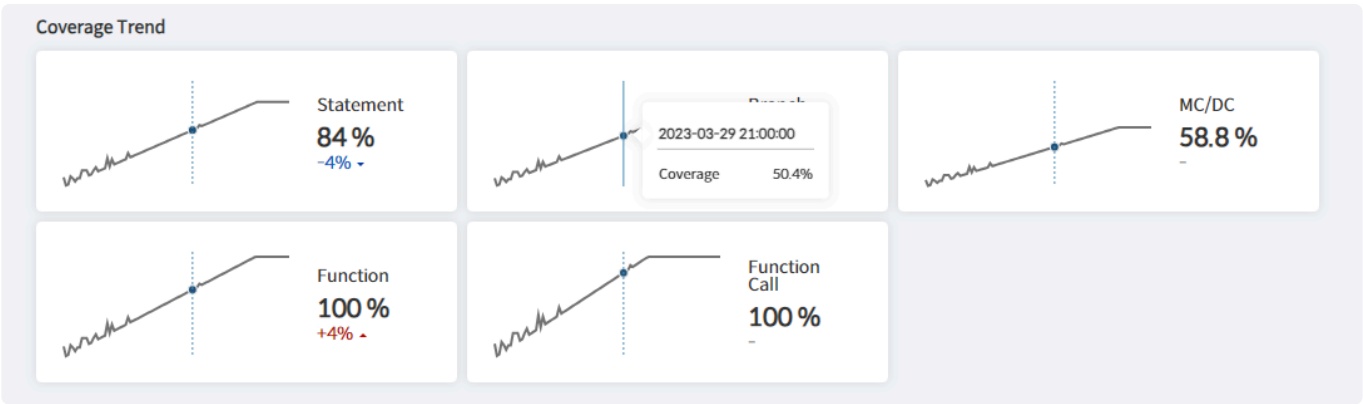 Coverage Trend
Statement
84 %
-4%
2023-03-29 21:00:00
Coverage 50.4%
MC/DC
58.8 %
-
Function
100 %
+4%
Function
Call
100 %
-